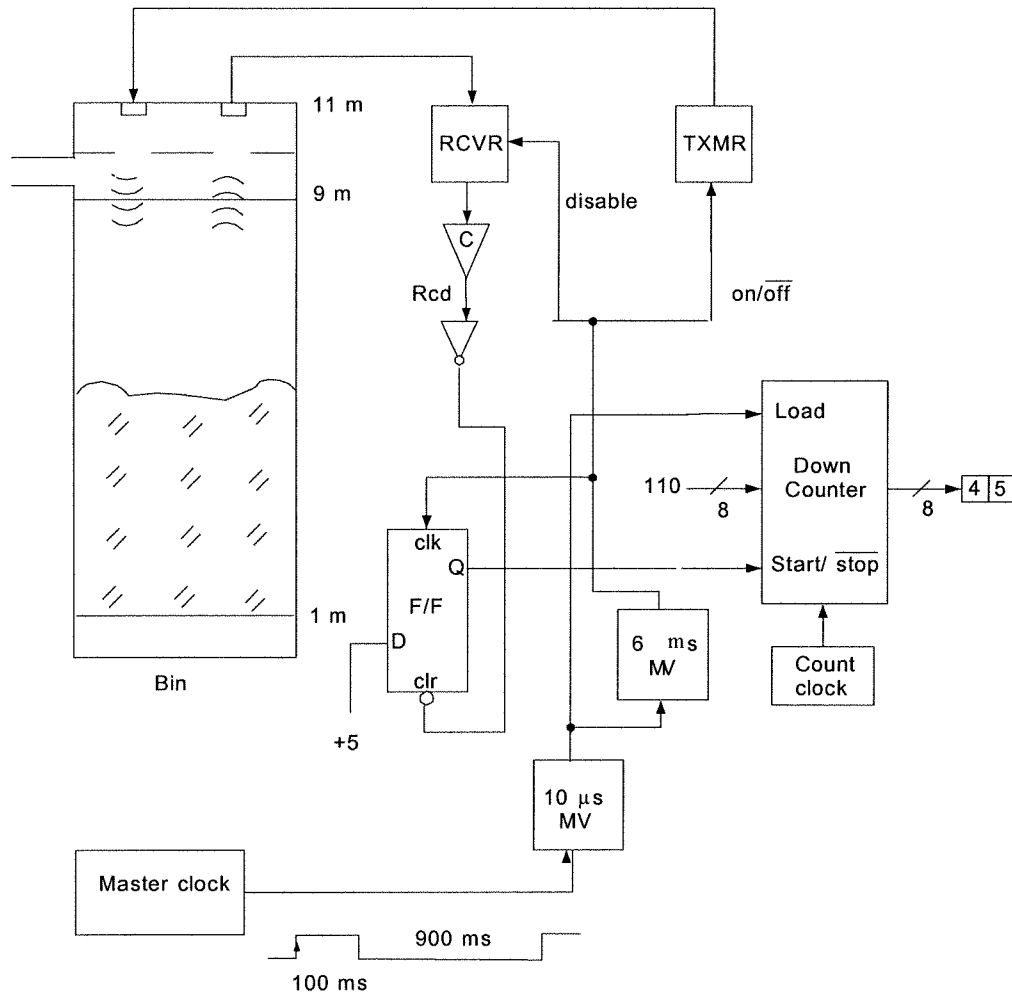 11 m
RCVR
TXMR
9 m
disable
C
Rcd
on/off
Load
110
8
Down
Counter
8
4 5
clk
Q
Start/ stop
F/F
1 m
D
6 ms
MV
Count
clock
Bin
clr
+5
10 μs
MV
Master clock
900 ms
100 ms